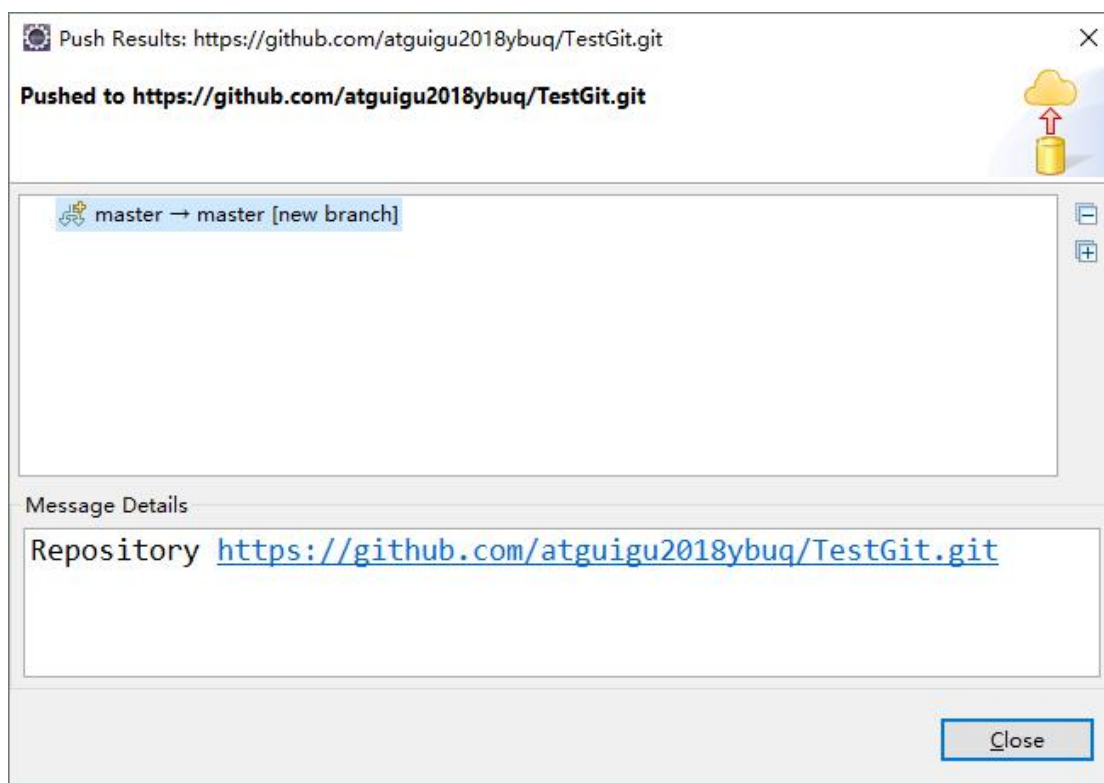 Push Results: https://github.com/atguigu2018ybuq/TestGit.git
Pushed to https://github.com/atguigu2018ybuq/TestGit.git
master → master [new branch]
Message Details
Repository https://github.com/atguigu2018ybuq/TestGit.git
Close